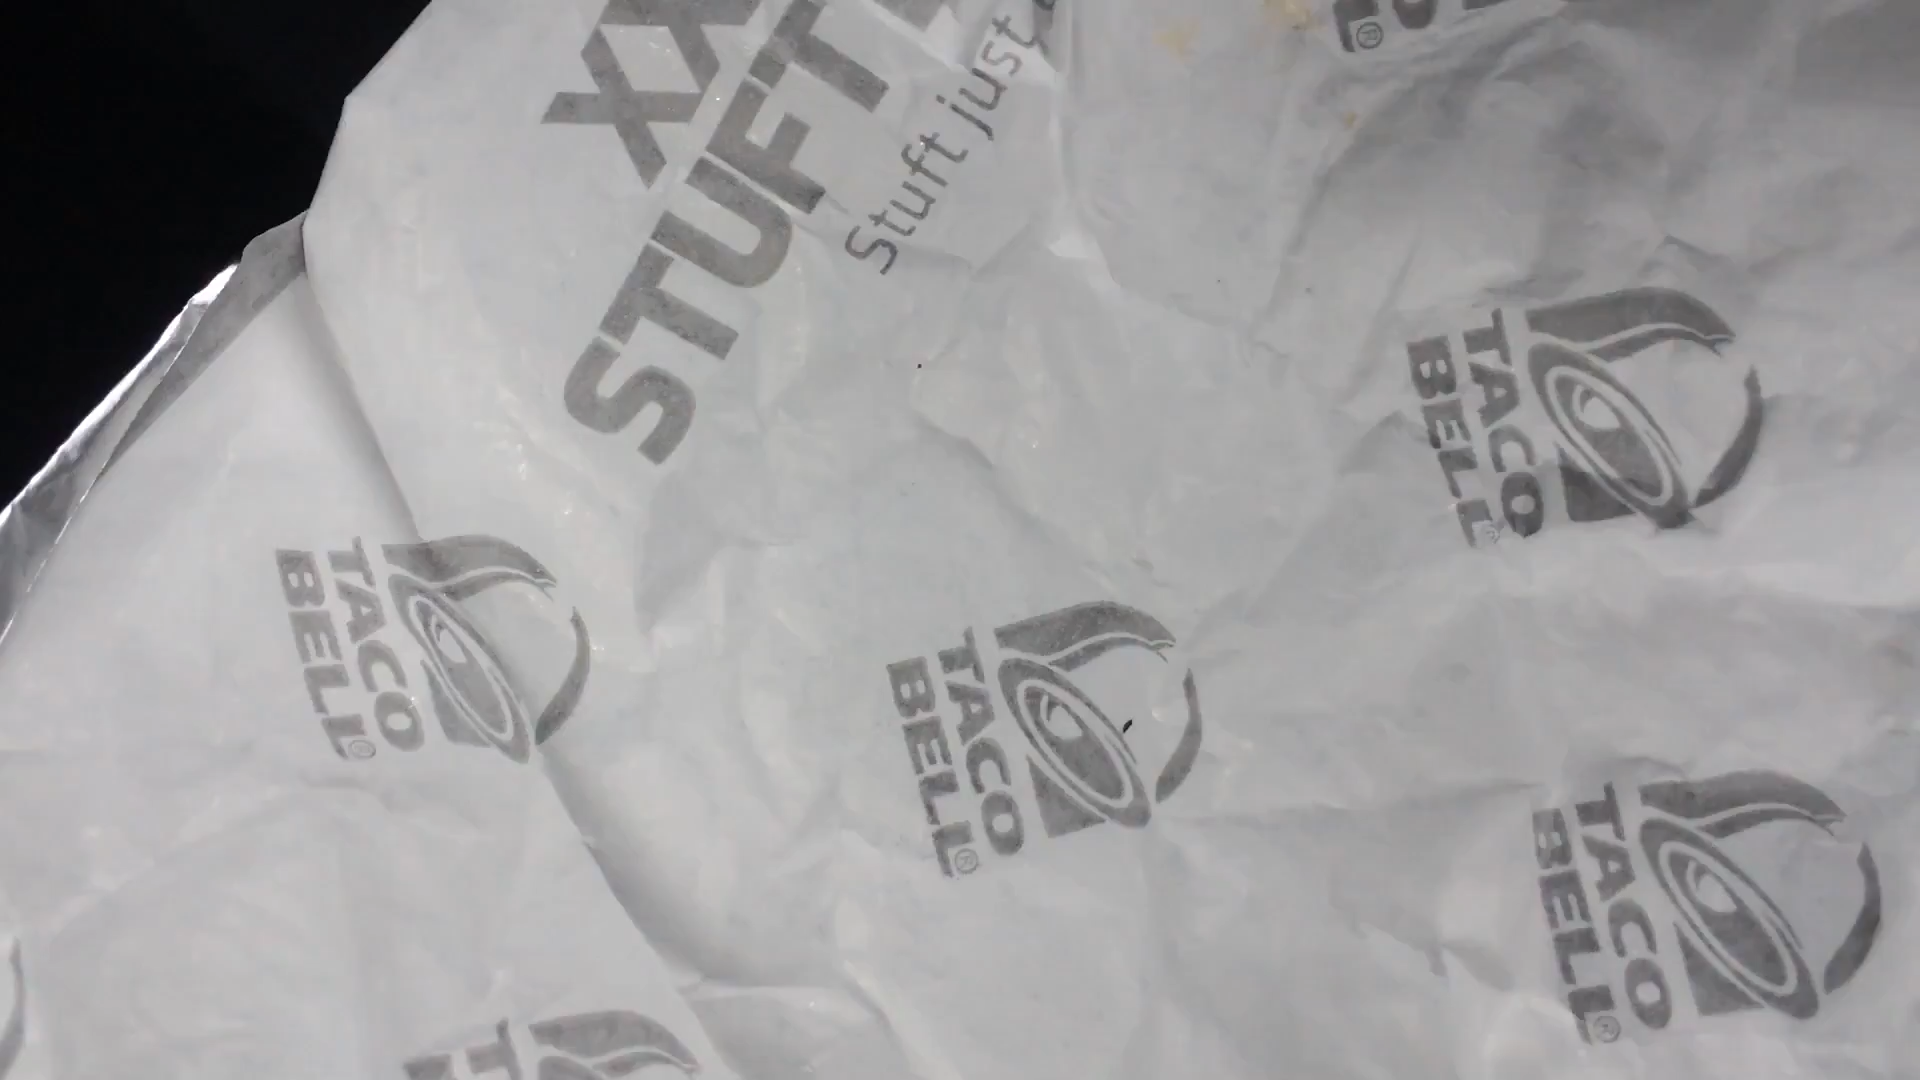 XX
STUFT
Stuft just
TACO
BELL®
TACO
BELL®
TACO
BELL®
TACO
BELL®